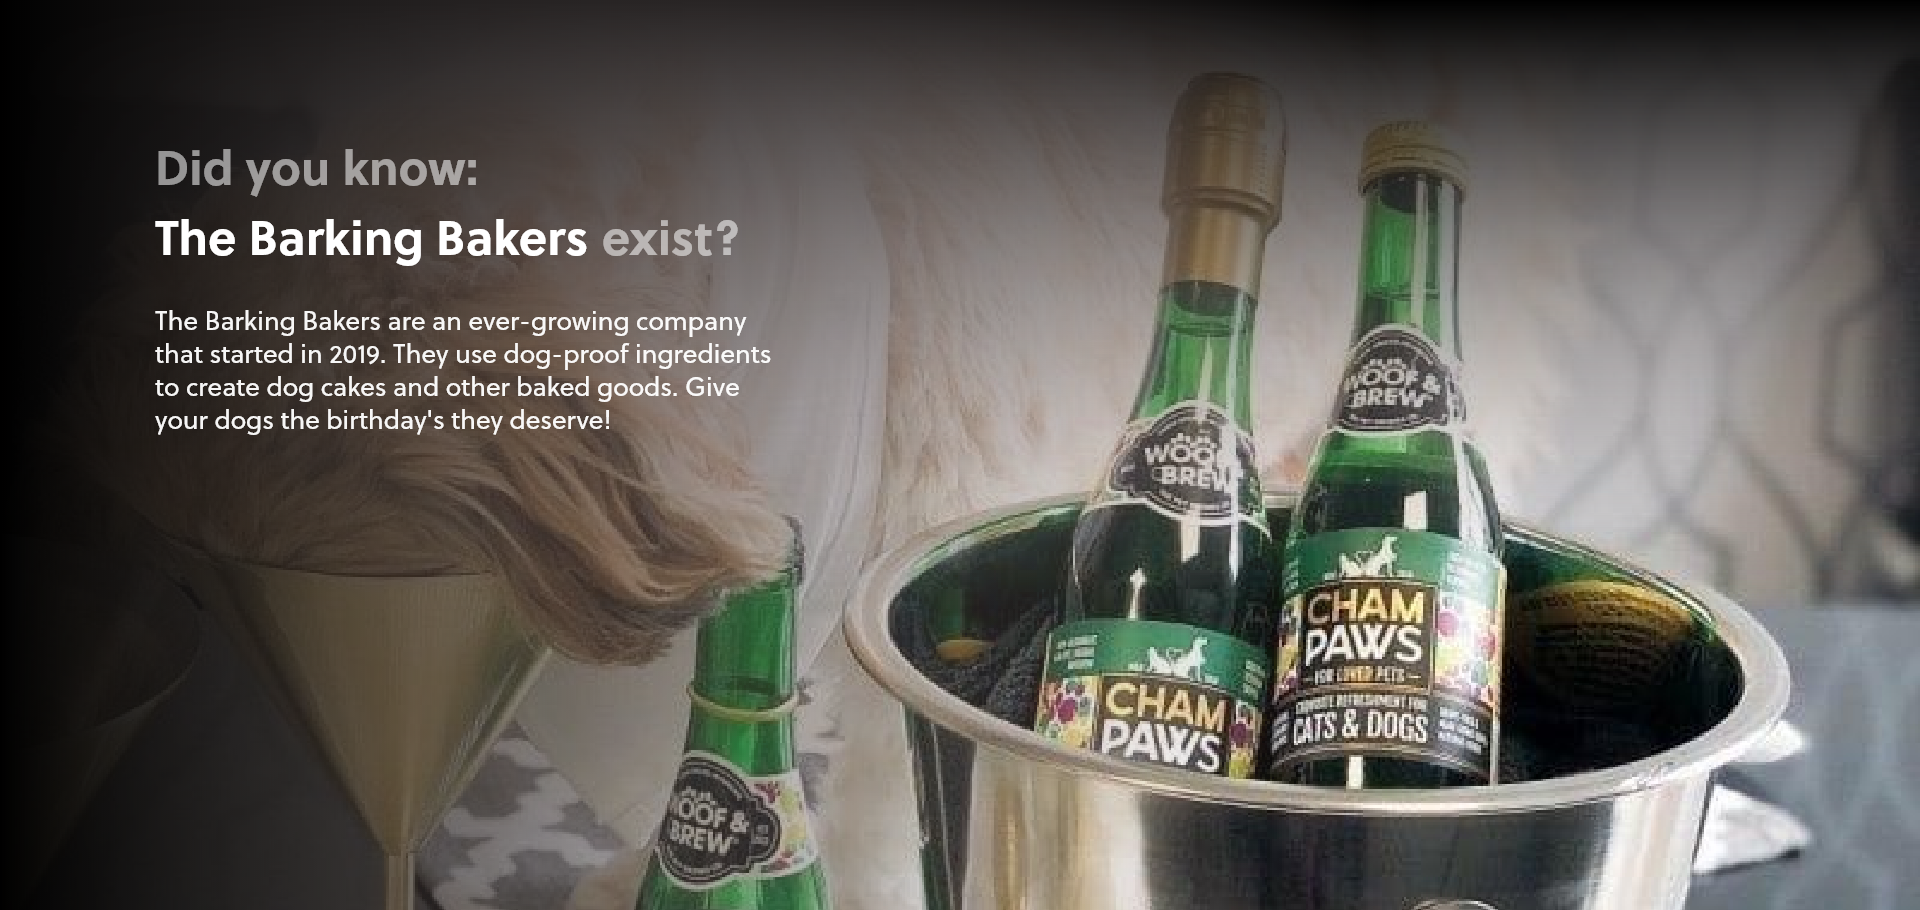 Did you know:
The Barking Bakers exist?
The Barking Bakers are an ever-growing company
that started in 2019. They use dog-proof ingredients
to create dog cakes and other baked goods. Give
your dogs the birthday's they deserve!
WOOF &
BREW
WOOF
BREW
CHAM
PAWS
FOR LOVED PETS
CATS & DOGS
CHAM
PAWS
WOOF &
BREW